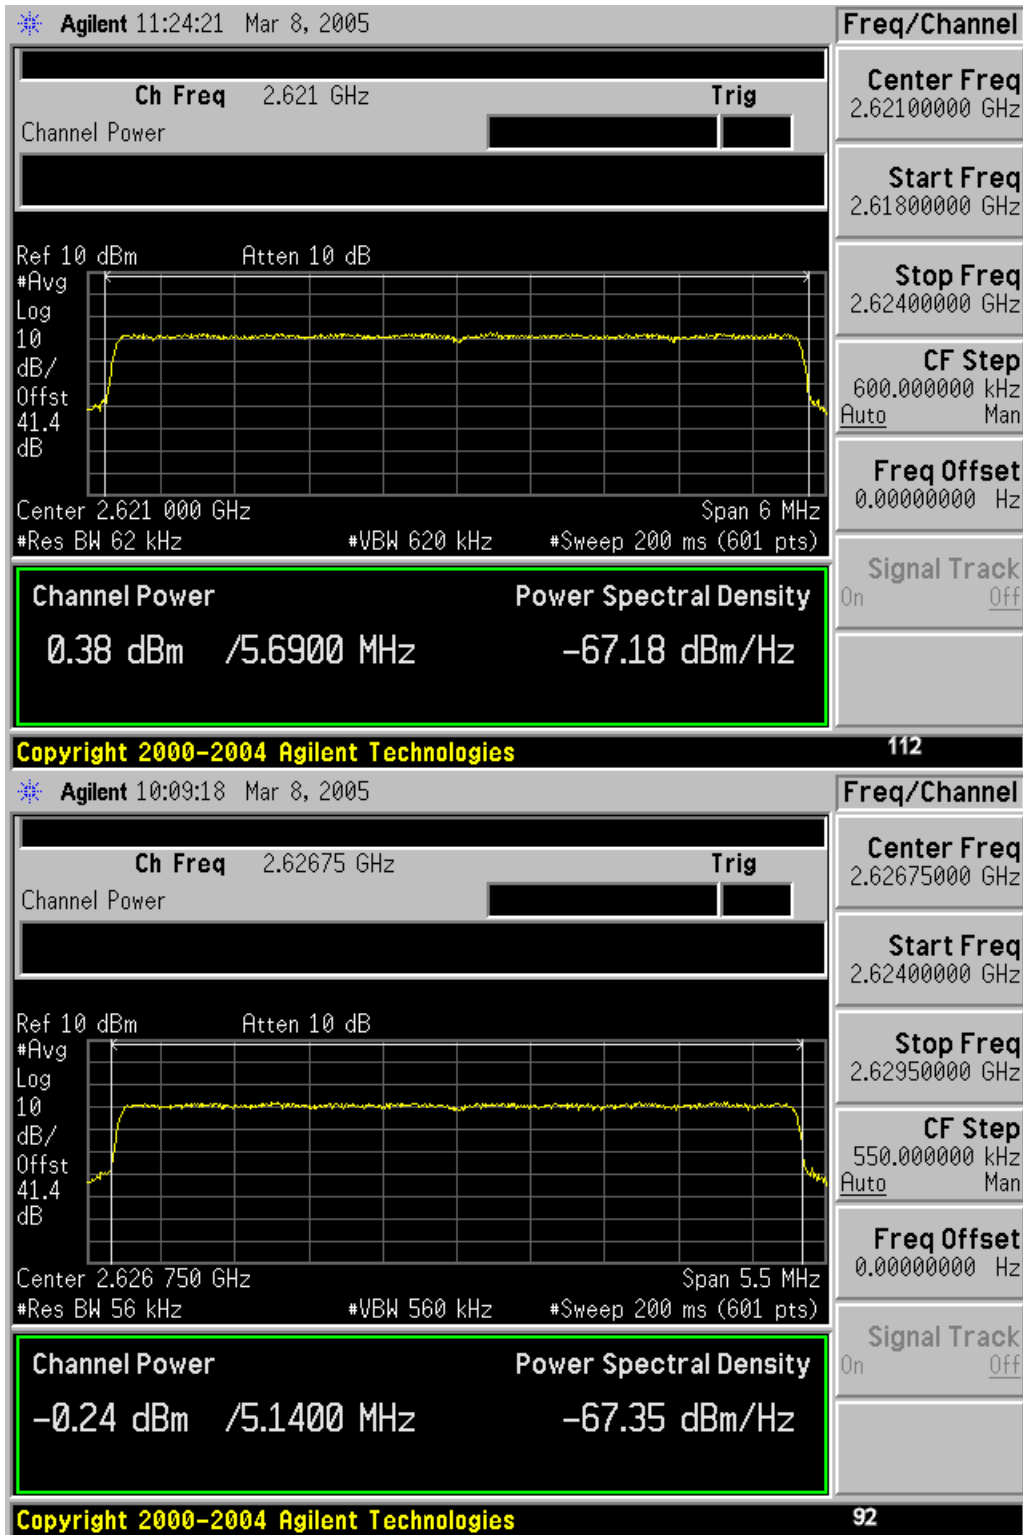 Agilent 11:24:21 Mar 8, 2005
Freq/Channel
Ch Freq 2.621 GHz Trig
Channel Power
Center Freq
2.62100000 GHz
Start Freq
2.61800000 GHz
Stop Freq
2.62400000 GHz
CF Step
600.000000 kHz
Auto Man
Freq Offset
0.00000000 Hz
Signal Track
On Off
Ref 10 dBm Atten 10 dB
#Avg
Log
10
dB/
Offst
41.4
dB
Center 2.621 000 GHz Span 6 MHz
#Res BW 62 kHz #VBW 620 kHz #Sweep 200 ms (601 pts)
Channel Power Power Spectral Density
0.38 dBm /5.6900 MHz -67.18 dBm/Hz
Copyright 2000-2004 Agilent Technologies 112
Agilent 10:09:18 Mar 8, 2005
Freq/Channel
Ch Freq 2.62675 GHz Trig
Channel Power
Center Freq
2.62675000 GHz
Start Freq
2.62400000 GHz
Stop Freq
2.62950000 GHz
CF Step
550.000000 kHz
Auto Man
Freq Offset
0.00000000 Hz
Signal Track
On Off
Ref 10 dBm Atten 10 dB
#Avg
Log
10
dB/
Offst
41.4
dB
Center 2.626 750 GHz Span 5.5 MHz
#Res BW 56 kHz #VBW 560 kHz #Sweep 200 ms (601 pts)
Channel Power Power Spectral Density
-0.24 dBm /5.1400 MHz -67.35 dBm/Hz
Copyright 2000-2004 Agilent Technologies 92